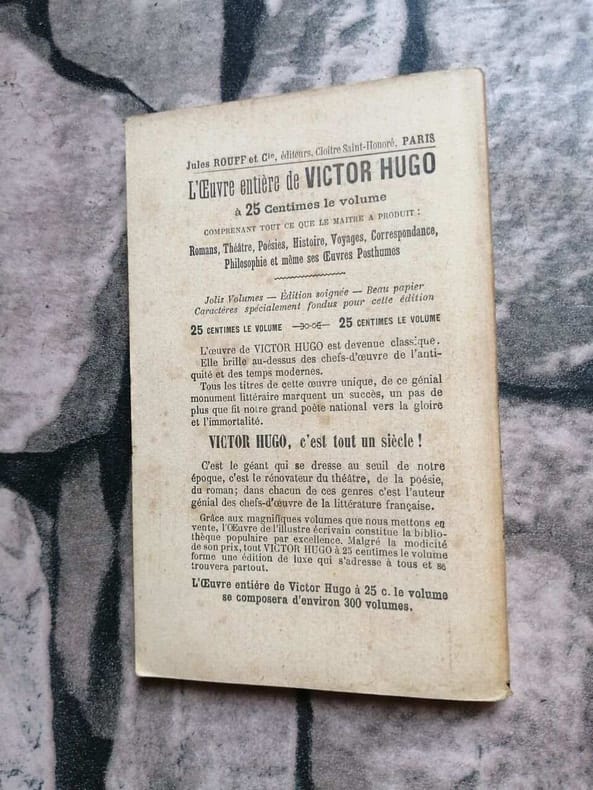 Jules ROUFF et Cie, éditeurs, Cloître Saint-Honoré, PARIS
L'Œuvre entière de VICTOR HUGO
à 25 Centimes le volume
COMPRENANT TOUT CE QUE LE MAITRE A PRODUIT :
Romans, Théâtre, Poésies, Histoire, Voyages, Correspondance,
Philosophie et même ses Œuvres Posthumes
Jolis Volumes — Édition soignée — Beau papier
Caractères spécialement fondus pour cette édition
25 CENTIMES LE VOLUME 25 CENTIMES LE VOLUME
L'œuvre de VICTOR HUGO est devenue classique.
Elle brille au-dessus des chefs-d'œuvre de l'anti-
quité et des temps modernes.
Tous les titres de cette œuvre unique, de ce génial
monument littéraire marquent un succès, un pas de
plus que fit notre grand poète national vers la gloire
et l'immortalité.
VICTOR HUGO, c'est tout un siècle !
C'est le géant qui se dresse au seuil de notre
époque, c'est le rénovateur du théâtre, de la poésie,
du roman; dans chacun de ces genres c'est l'auteur
génial des chefs-d'œuvre de la littérature française.
Grâce aux magnifiques volumes que nous mettons en
vente, l'Œuvre de l'illustre écrivain constitue la biblio-
thèque populaire par excellence. Malgré la modicité
de son prix, tout VICTOR HUGO à 25 centimes le volume
forme une édition de luxe qui s'adresse à tous et se
trouvera partout.
L'Œuvre entière de Victor Hugo à 25 c. le volume
se composera d'environ 300 volumes.